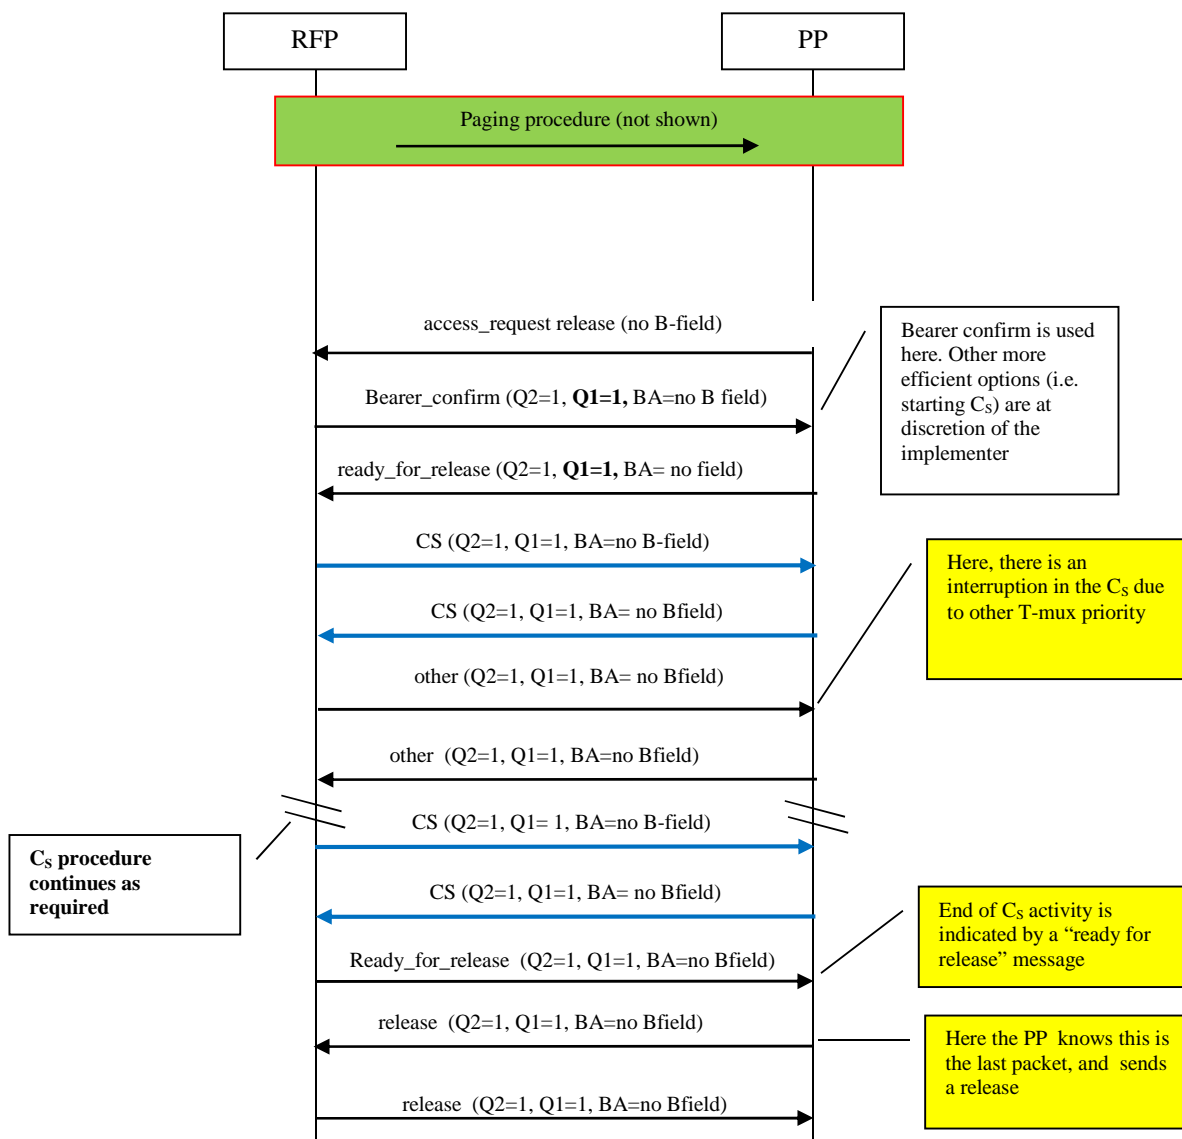 RFP
PP
Paging procedure (not shown)
access_request release (no B-field)
Bearer confirm is used
here. Other more
efficient options (i.e.
starting CS) are at
discretion of the
implementer
Bearer_confirm (Q2=1, Q1=1, BA=no B field)
ready_for_release (Q2=1, Q1=1, BA= no field)
CS (Q2=1, Q1=1, BA=no B-field)
Here, there is an
interruption in the CS due
to other T-mux priority
CS (Q2=1, Q1=1, BA= no Bfield)
other (Q2=1, Q1=1, BA= no Bfield)
other (Q2=1, Q1=1, BA=no Bfield)
CS (Q2=1, Q1= 1, BA=no B-field)
CS procedure
continues as
required
CS (Q2=1, Q1=1, BA= no Bfield)
End of CS activity is
indicated by a “ready for
release” message
Ready_for_release (Q2=1, Q1=1, BA=no Bfield)
release (Q2=1, Q1=1, BA=no Bfield)
Here the PP knows this is
the last packet, and sends
a release
release (Q2=1, Q1=1, BA=no Bfield)